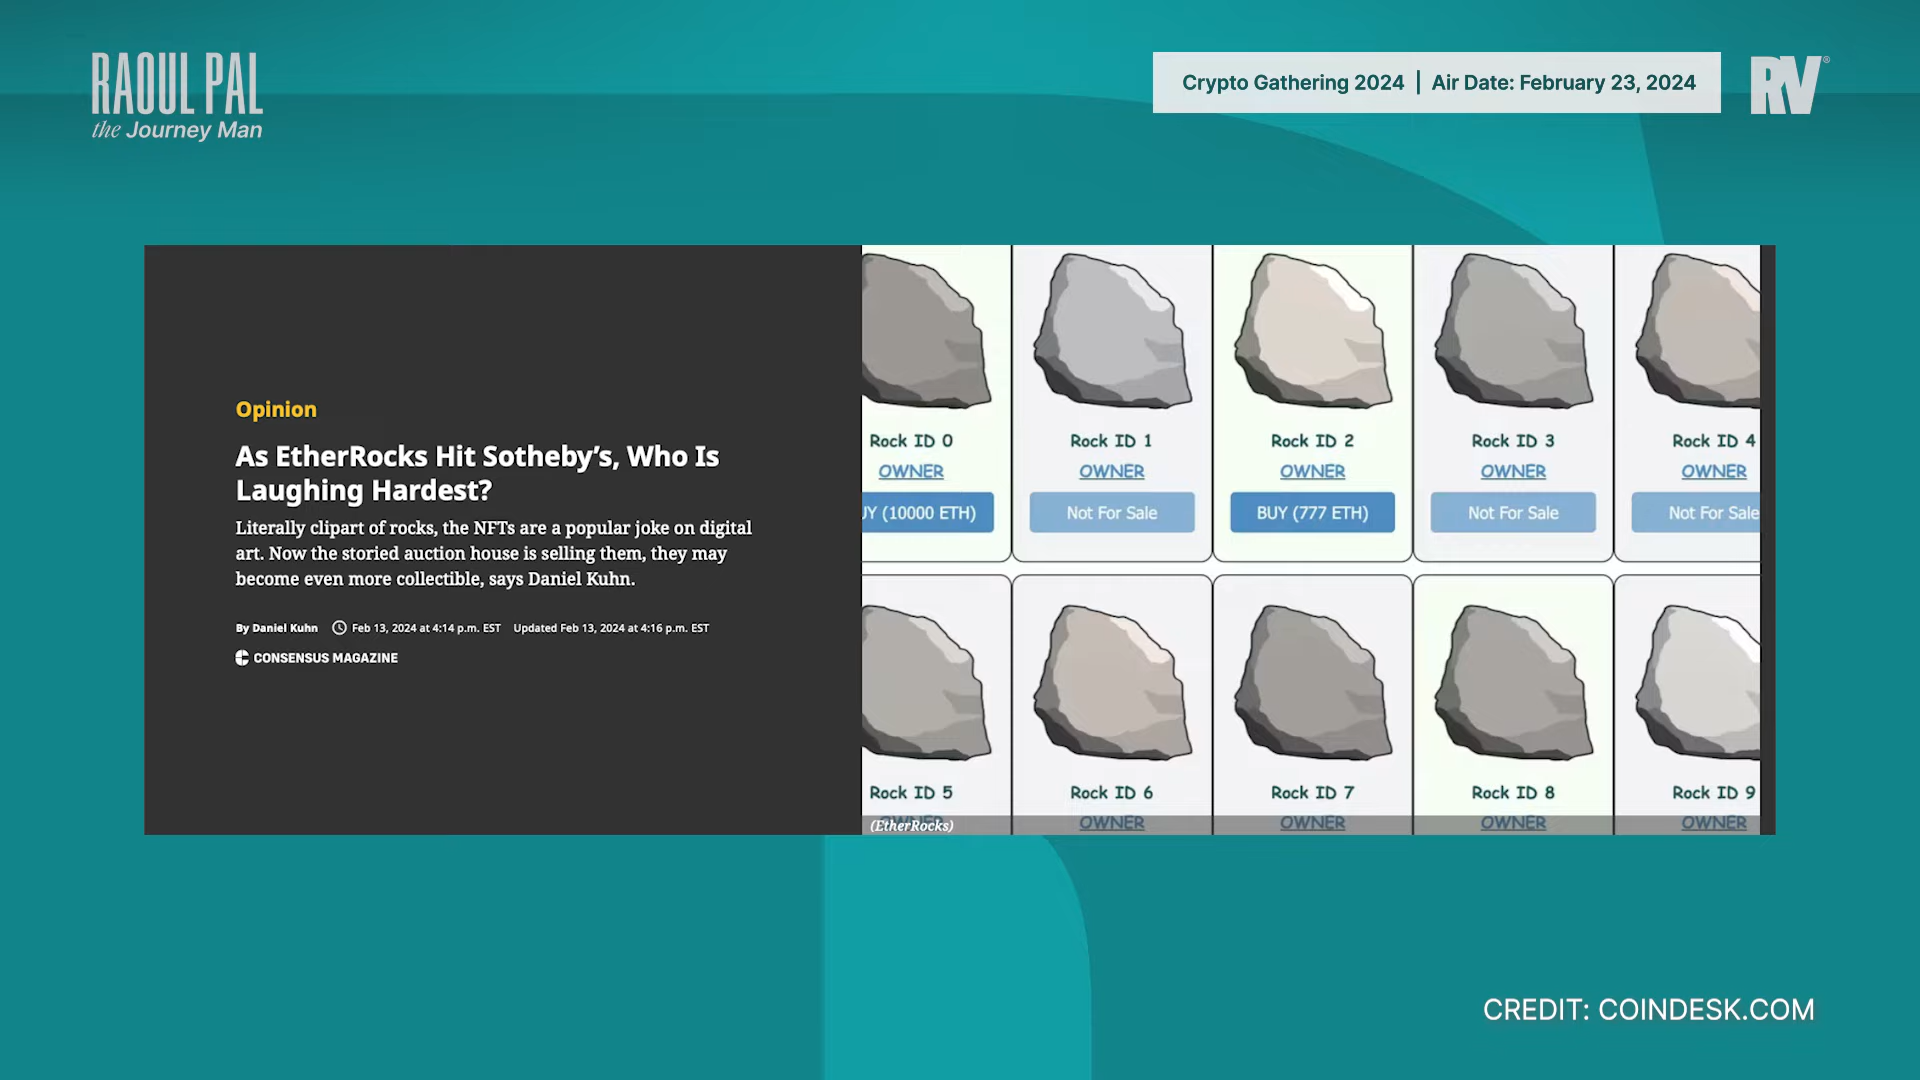 RAOUL PAL
the Journey Man
Crypto Gathering 2024 | Air Date: February 23, 2024
RV®
Opinion
As EtherRocks Hit Sotheby’s, Who Is
Laughing Hardest?
Literally clipart of rocks, the NFTs are a popular joke on digital
art. Now the storied auction house is selling them, they may
become even more collectible, says Daniel Kuhn.
By Daniel Kuhn Feb 13, 2024 at 4:14 p.m. EST Updated Feb 13, 2024 at 4:16 p.m. EST
CONSENSUS MAGAZINE
Rock ID 0 Rock ID 1 Rock ID 2 Rock ID 3 Rock ID 4
OWNER OWNER OWNER OWNER OWNER
UY (10000 ETH) Not For Sale BUY (777 ETH) Not For Sale Not For Sale
Rock ID 5 Rock ID 6 Rock ID 7 Rock ID 8 Rock ID 9
OWNER OWNER OWNER OWNER OWNER
(EtherRocks)
CREDIT: COINDESK.COM